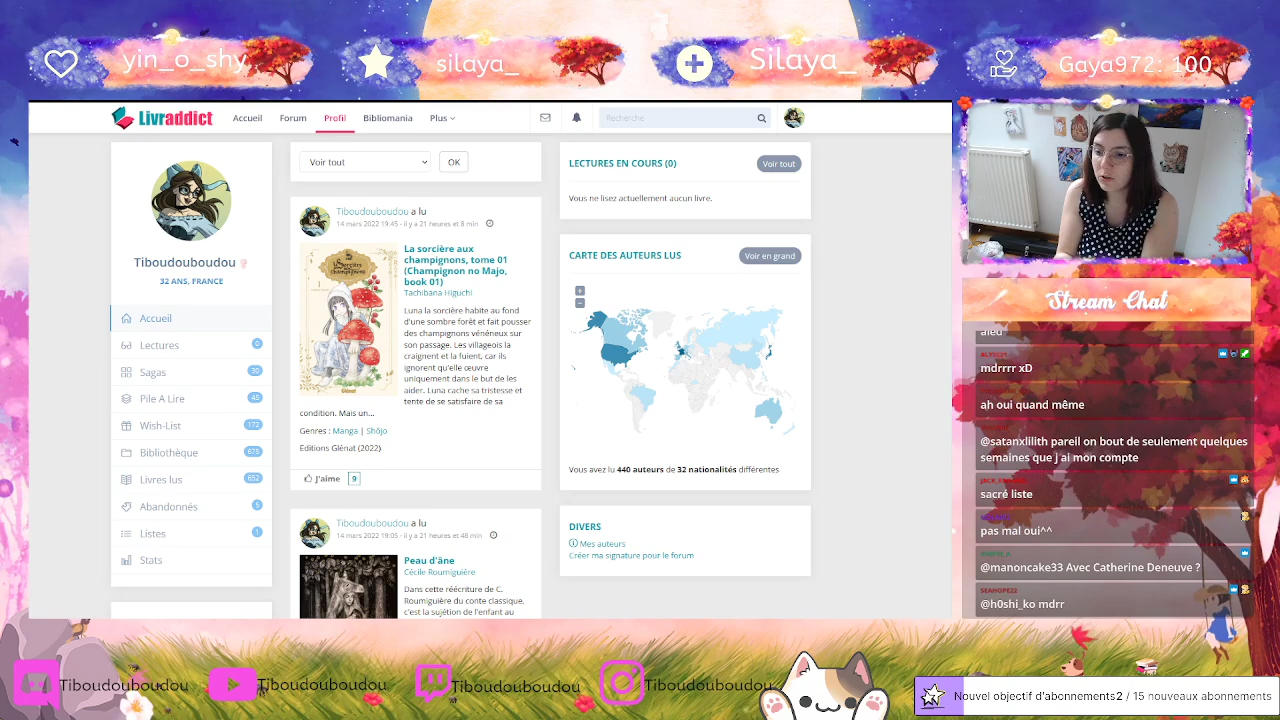 yin_o_shy
silaya_
Silaya_
Gaya972: 100
Livraddict
Accueil
Forum
Profil
Bibliomania
Plus
Recherche
Tiboudouboudou
32 ANS, FRANCE
Accueil
Lectures
Sagas 30
Pile A Lire 45
Wish-List 172
Bibliothèque 675
Livres lus 652
Abandonnés 5
Listes 1
Stats
Voir tout
OK
Tiboudouboudou a lu
14 mars 2022 19:45 - il y a 21 heures et 8 min
La sorcière aux
champignons, tome 01
(Champignon no Majo,
book 01)
Tachibana Higuchi
Luna la sorcière habite au fond
d'une sombre forêt et fait pousser
des champignons vénéneux sur
son passage. Les villageois la
craignent et la fuient, car ils
ignorent qu'elle œuvre
uniquement dans le but de les
aider. Luna cache sa tristesse et
tente de se satisfaire de sa
condition. Mais un...
Genres : Manga | Shōjo
Editions Glénat (2022)
J'aime 9
Tiboudouboudou a lu
14 mars 2022 19:05 - il y a 21 heures et 48 min
Peau d'âne
Cécile Roumiguière
Dans cette réécriture de C.
Roumiguière du conte classique,
c'est la sujétion de l'enfant au
LECTURES EN COURS (0)
Voir tout
Vous ne lisez actuellement aucun livre.
CARTE DES AUTEURS LUS
Voir en grand
+
−
Vous avez lu 440 auteurs de 32 nationalités différentes
DIVERS
Mes auteurs
Créer ma signature pour le forum
Stream Chat
mdrrrr xD
ah oui quand même
@satanxlilith pareil on bout de seulement quelques
semaines que j ai mon compte
sacré liste
pas mal oui^^
@manoncake33 Avec Catherine Deneuve ?
SEAHOPE22
@h0shi_ko mdrr
Tiboudouboudou
Tiboudouboudou
Tiboudouboudou
Tiboudouboudou
Nouvel objectif d'abonnements 2 / 15 nouveaux abonnements